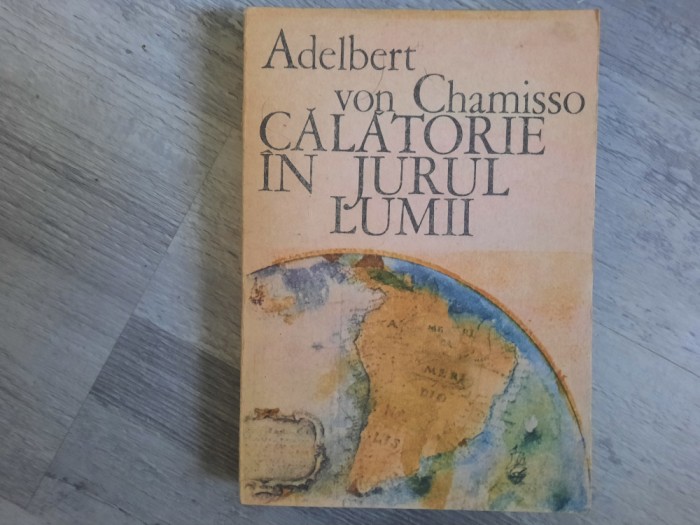 Adelbert
von Chamisso
CĂLĂTORIE
ÎN JURUL
LUMII